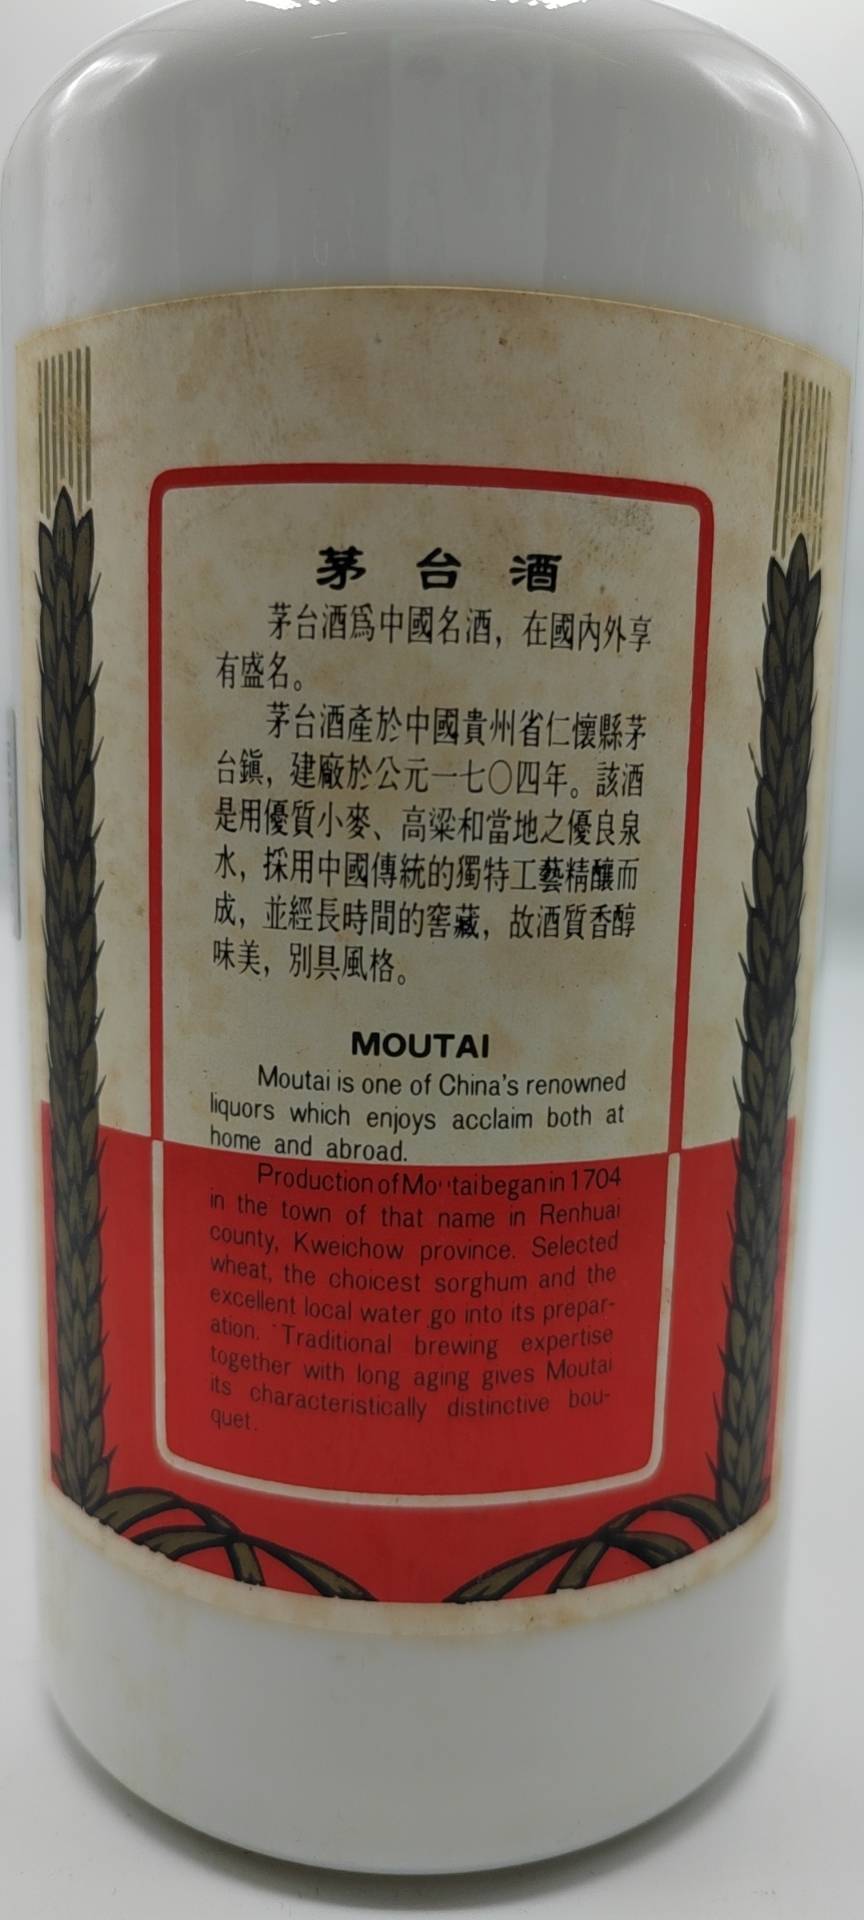 茅台酒
茅台酒爲中國名酒，在國內外享
有盛名。
茅台酒產於中國貴州省仁懷縣茅
台鎮，建廠於公元一七〇四年。該酒
是用優質小麥、高粱和當地之優良泉
水，採用中國傳統的獨特工藝精釀而
成，並經長時間的窖藏，故酒質香醇
味美，別具風格。
MOUTAI
Moutai is one of China's renowned
liquors which enjoys acclaim both at
home and abroad.
Production of Moutai began in 1704
in the town of that name in Renhuai
county, Kweichow province. Selected
wheat, the choicest sorghum and the
excellent local water go into its prepar-
ation. Traditional brewing expertise
together with long aging gives Moutai
its characteristically distinctive bou-
quet.